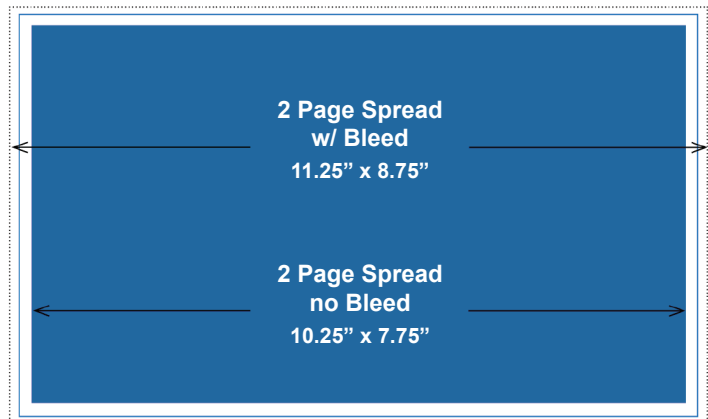 2 Page Spread
w/ Bleed
11.25” x 8.75”
2 Page Spread
no Bleed
10.25” x 7.75”